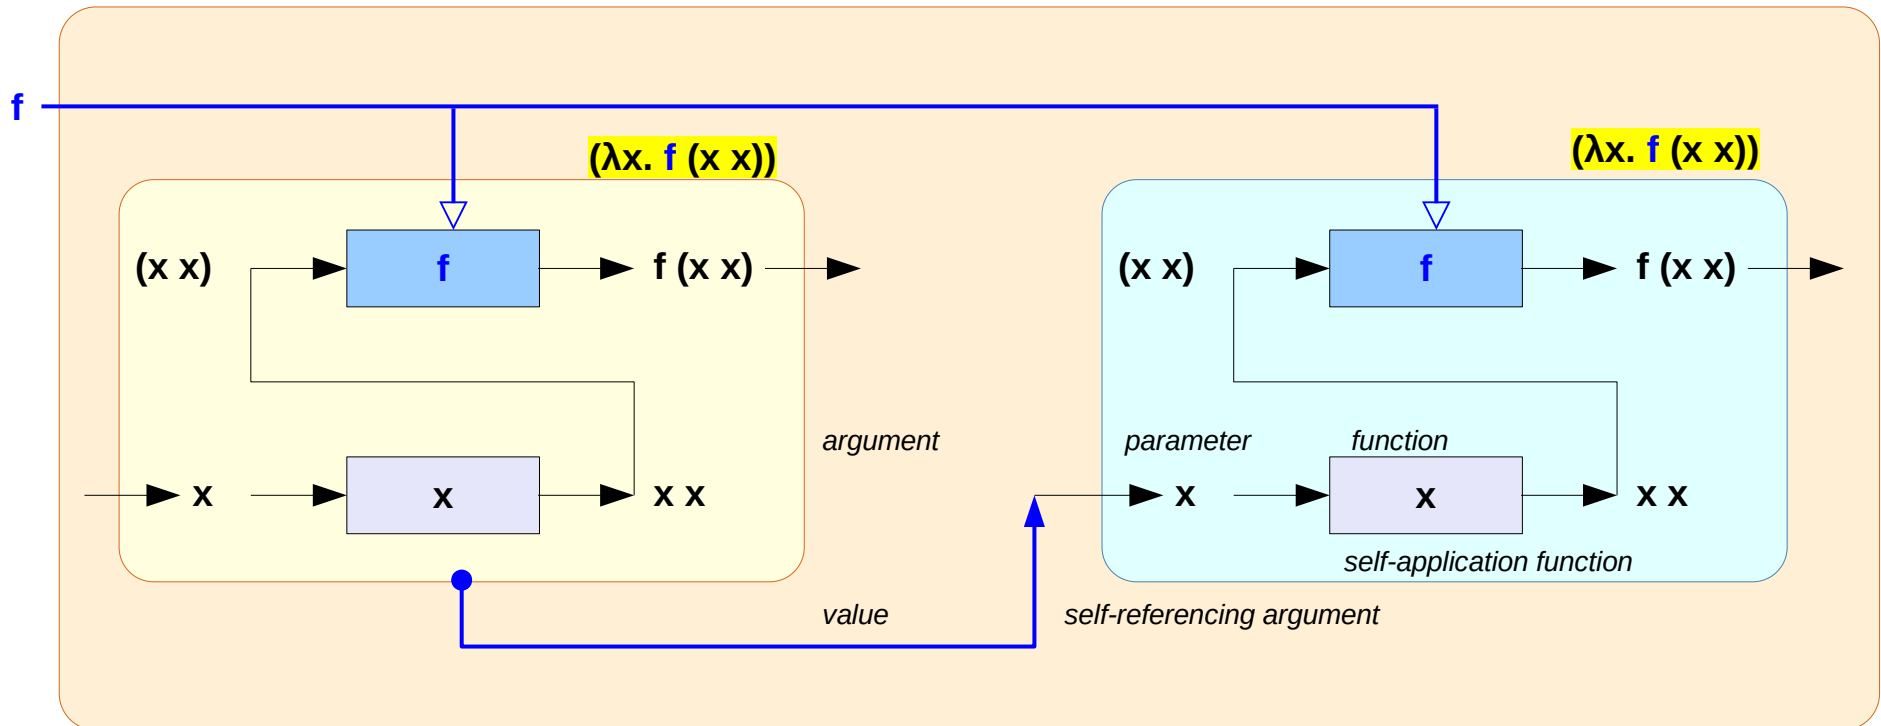 f
(λx. f (x x))
(λx. f (x x))
(x x)
f
f (x x)
(x x)
f
f (x x)
argument
parameter
function
x
x
x x
x
x
x x
self-application function
value
self-referencing argument